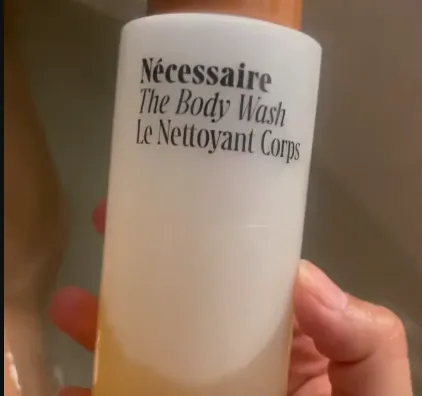 Nécessaire
The Body Wash
Le Nettoyant Corps